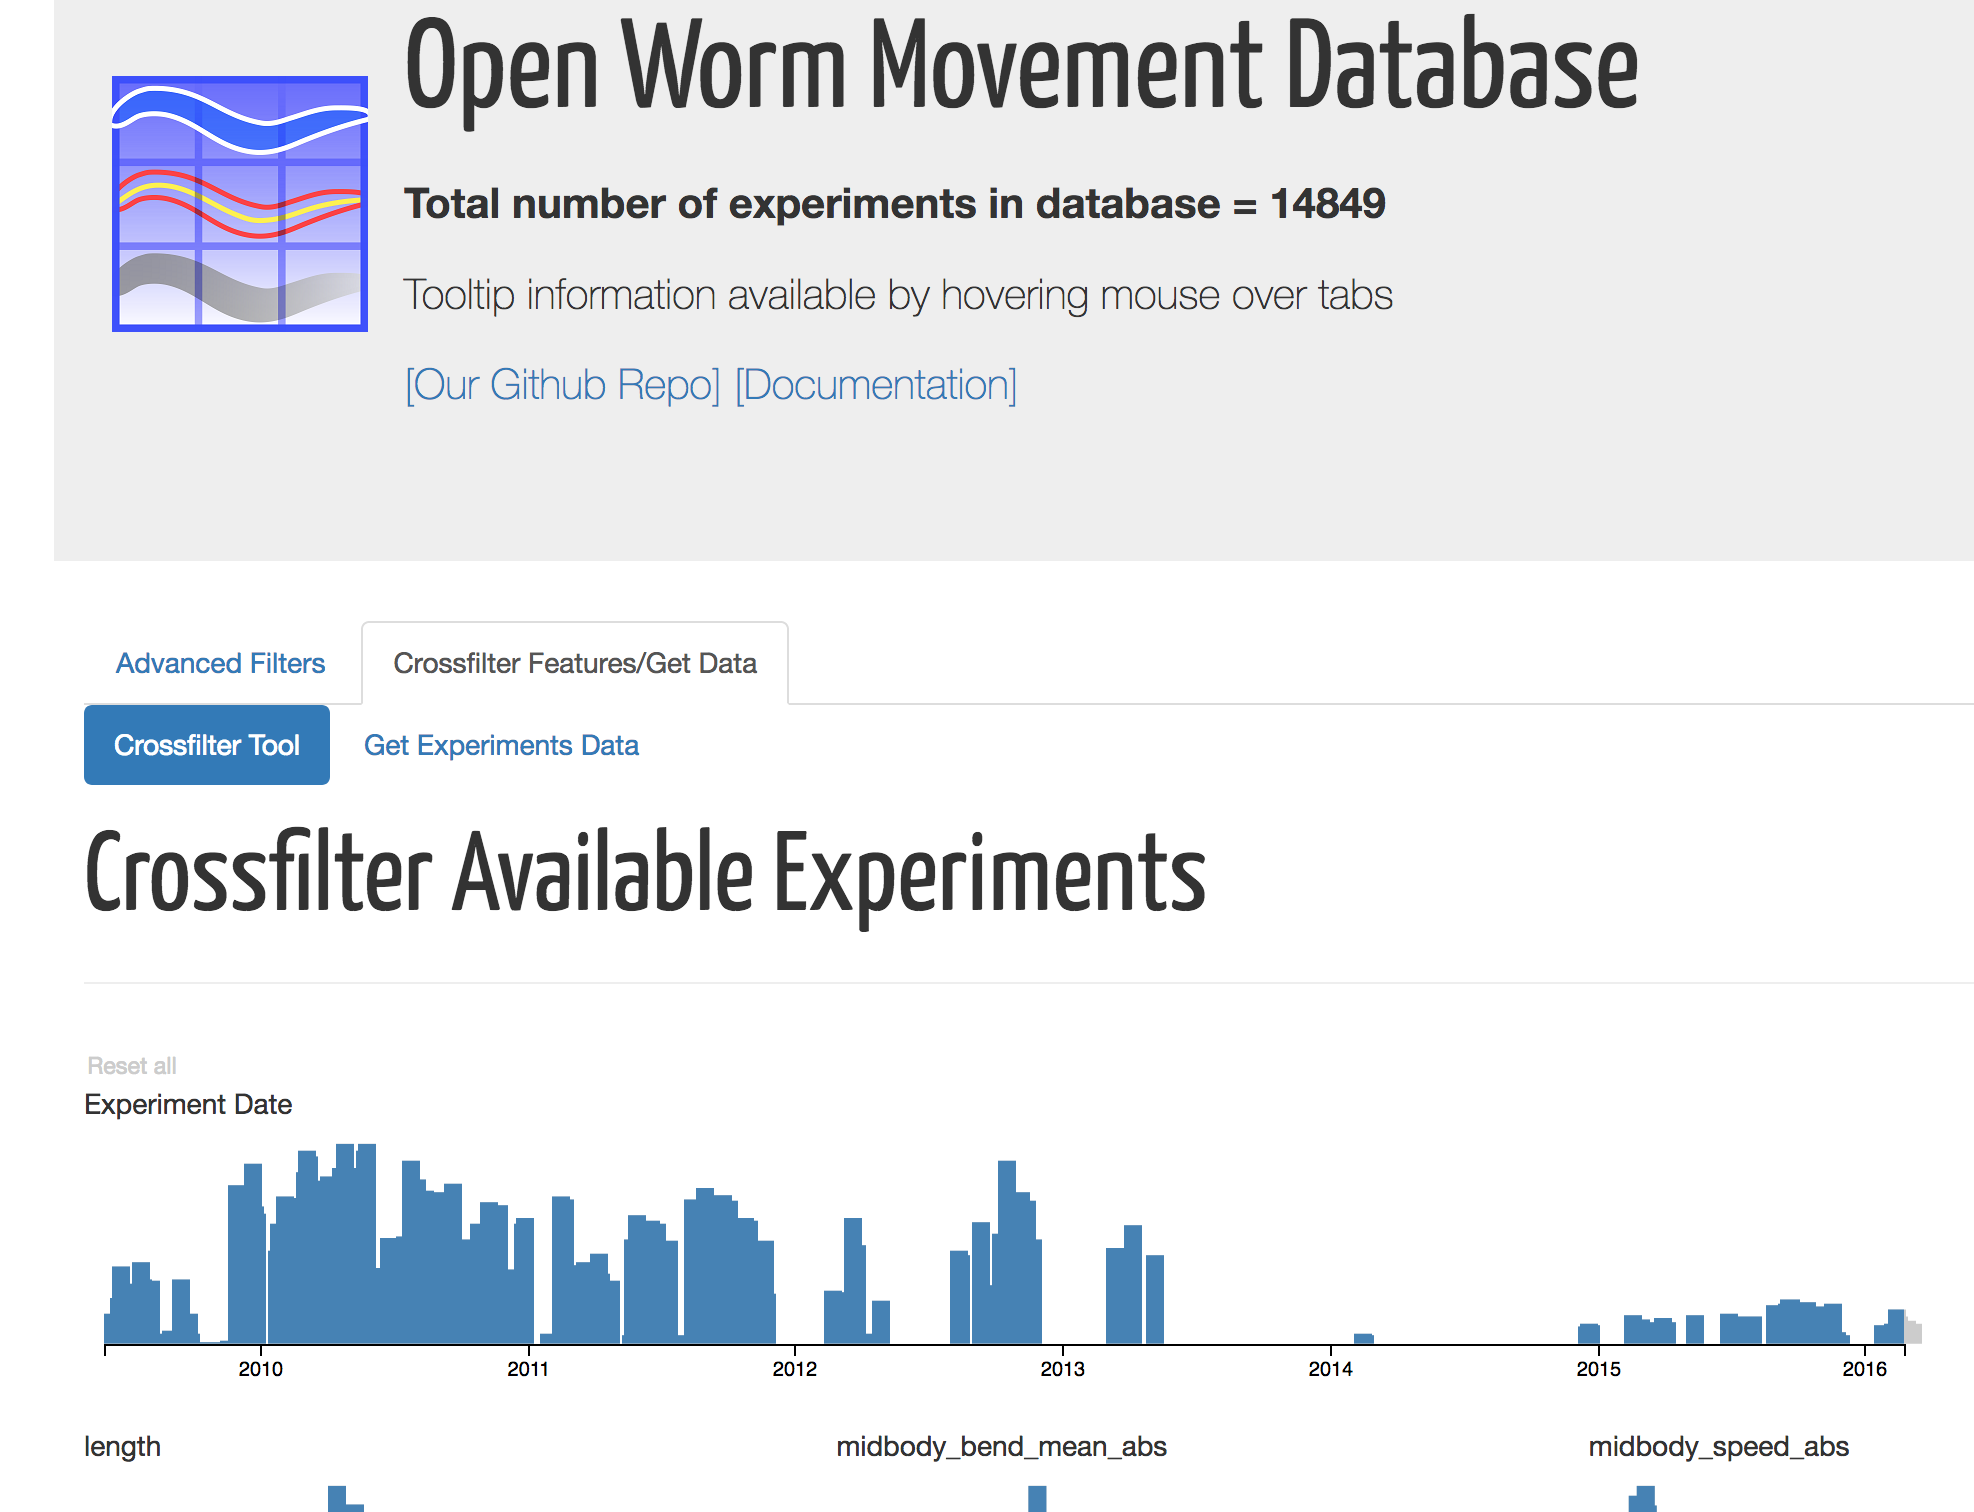 Open Worm Movement Database
Total number of experiments in database = 14849
Tooltip information available by hovering mouse over tabs
[Our Github Repo] [Documentation]
Advanced Filters
Crossfilter Features/Get Data
Crossfilter Tool
Get Experiments Data
Crossfilter Available Experiments
Reset all
Experiment Date
2010 2011 2012 2013 2014 2015 2016
length
midbody_bend_mean_abs
midbody_speed_abs